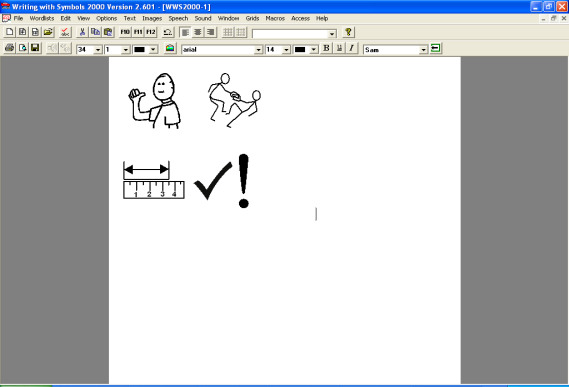 Writing with Symbols 2000 Version 2.601 - [WWS2000-1]
File Wordlists Edit View Options Text Images Speech Sound Window Grids Macros Access Help
abc F10 F11 F12 ?
34 1 arial 14 B U I Sam
1 2 3 4
!